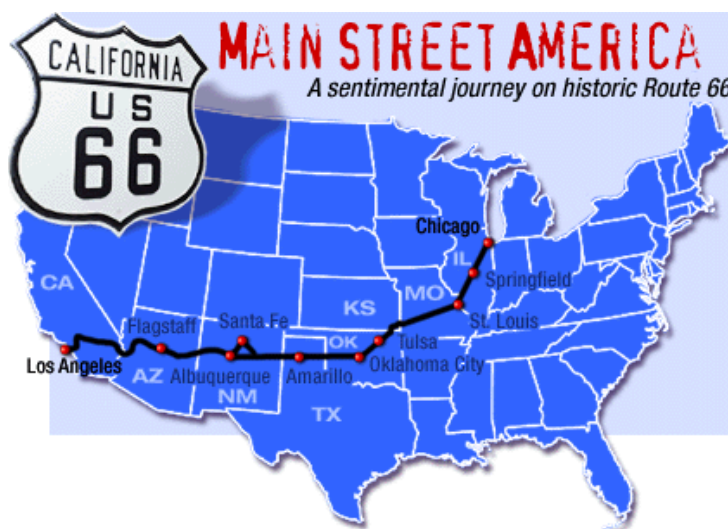 MAIN STREET AMERICA
A sentimental journey on historic Route 66
CALIFORNIA
US
66
Chicago
IL
Springfield
CA
KS
MO
St. Louis
Flagstaff
Santa Fe
OK
Tulsa
Los Angeles
AZ
Albuquerque
Amarillo
Oklahoma City
NM
TX